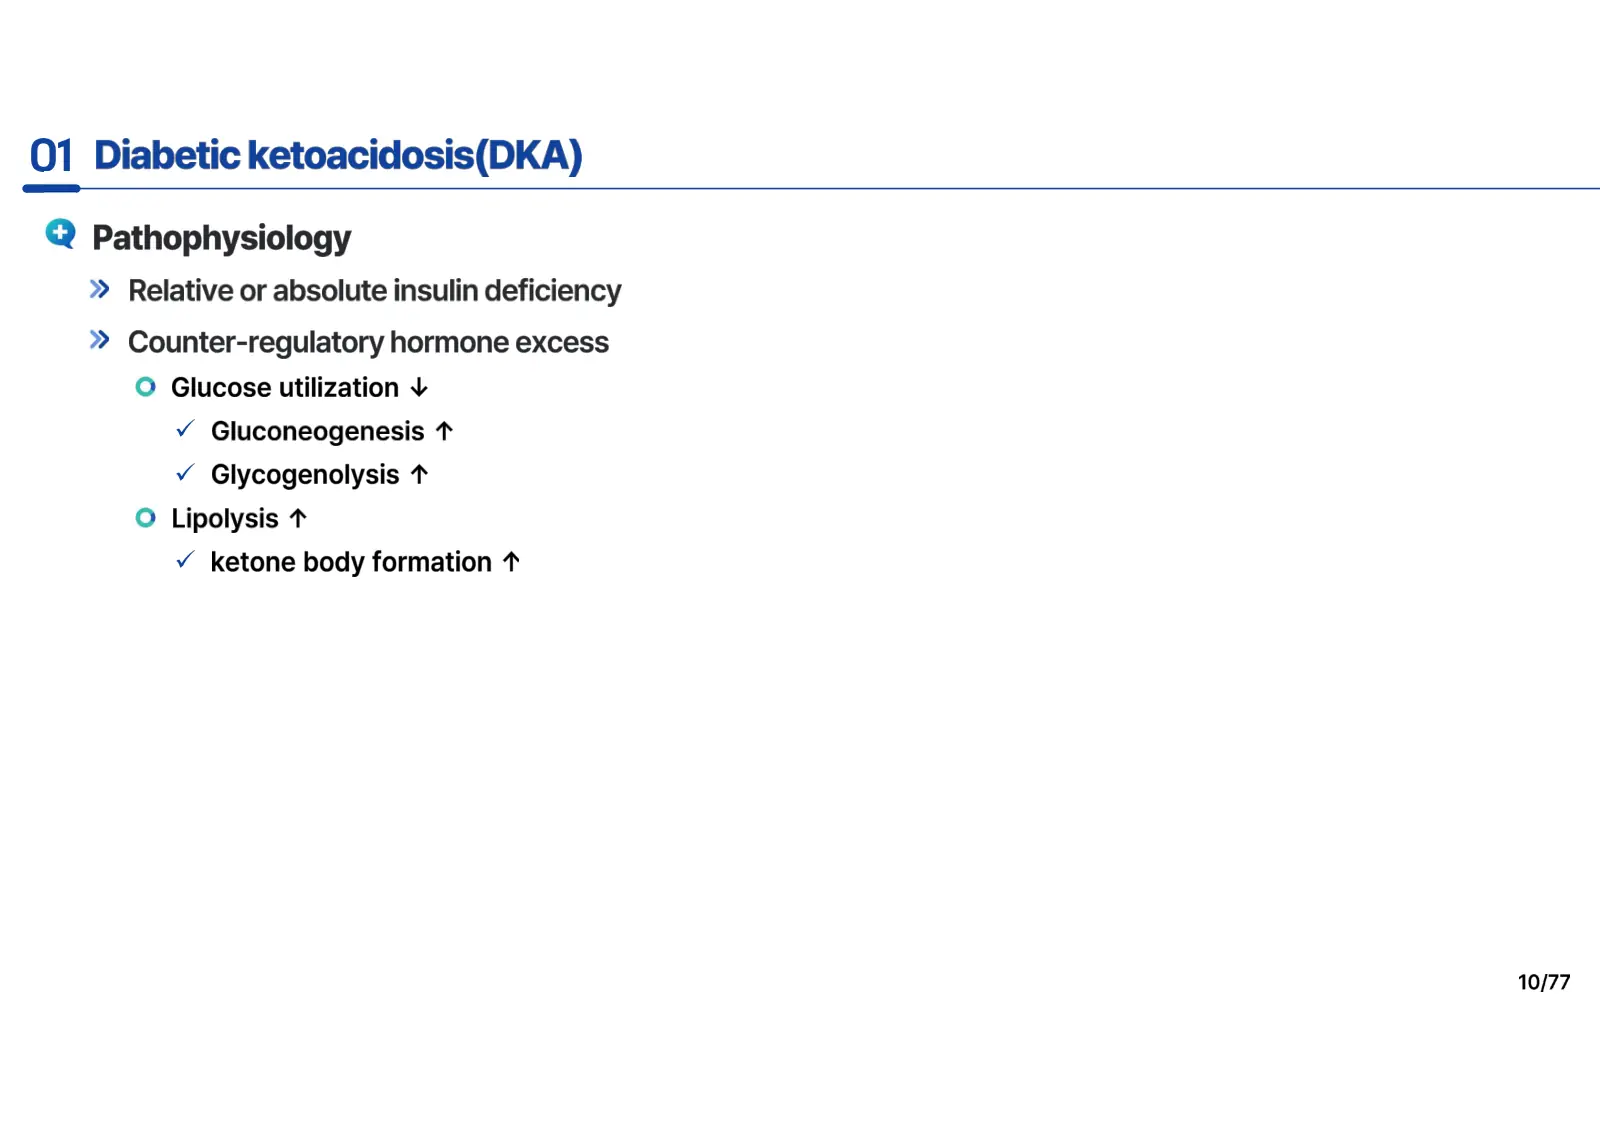 01 Diabetic ketoacidosis(DKA)
Pathophysiology
Relative or absolute insulin deficiency
Counter-regulatory hormone excess
Glucose utilization ↓
Gluconeogenesis ↑
Glycogenolysis ↑
Lipolysis ↑
ketone body formation ↑
10/77